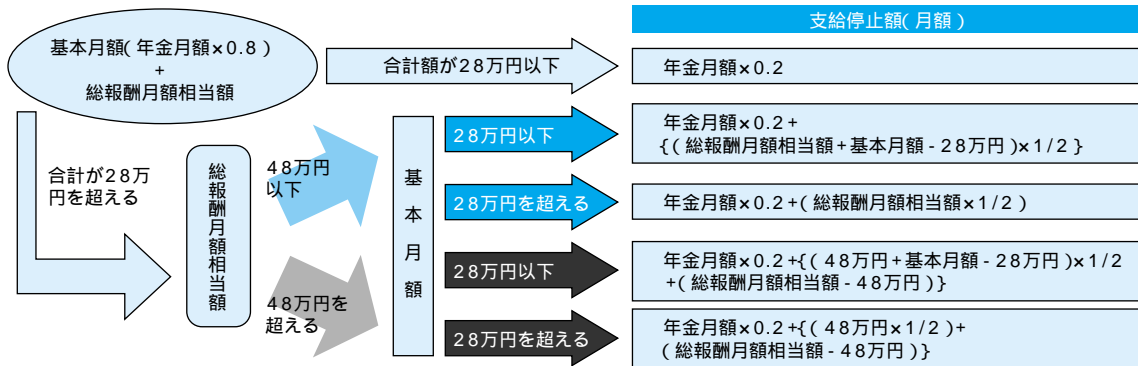 支給停止額(月額)
基本月額(年金月額×0.8)
+
総報酬月額相当額
合計額が28万円以下
年金月額×0.2
合計が28万
円を超える
総報酬月額相当額
48万円
以下
48万円を
超える
基本月額
28万円以下
年金月額×0.2+
{(総報酬月額相当額+基本月額-28万円)×1/2}
28万円を超える
年金月額×0.2+(総報酬月額相当額×1/2)
28万円以下
年金月額×0.2+{(48万円+基本月額-28万円)×1/2
+(総報酬月額相当額-48万円)}
28万円を超える
年金月額×0.2+{(48万円×1/2)+
(総報酬月額相当額-48万円)}